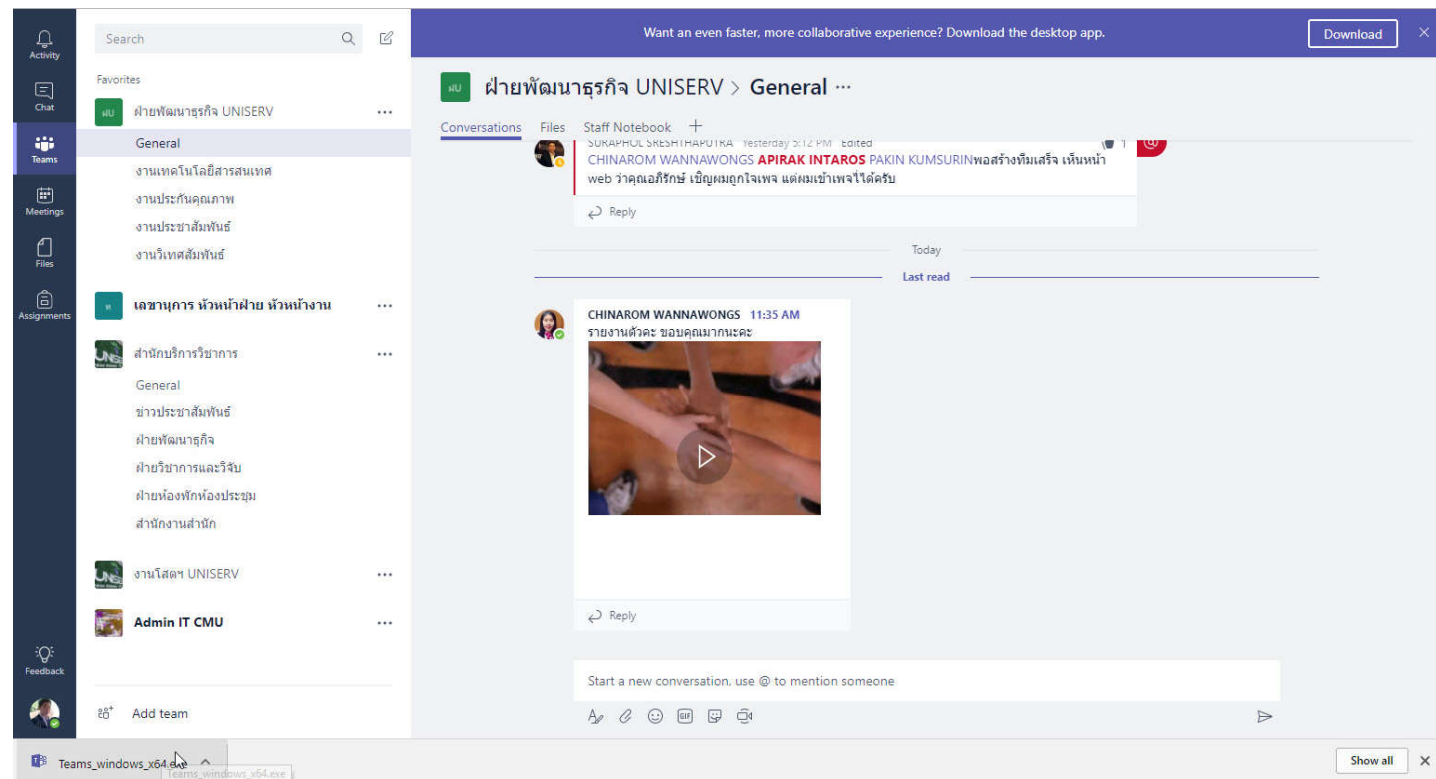 Activity
Chat
Teams
Meetings
Files
Assignments
Feedback
Search
Favorites
ฝบ ฝ่ายพัฒนาธุรกิจ UNISERV
General
งานเทคโนโลยีสารสนเทศ
งานประกันคุณภาพ
งานประชาสัมพันธ์
งานวิเทศสัมพันธ์
เลขานุการ หัวหน้าฝ่าย หัวหน้างาน
สำนักบริการวิชาการ
General
ข่าวประชาสัมพันธ์
ฝ่ายพัฒนาธุรกิจ
ฝ่ายวิชาการและวิจับ
ฝ่ายห้องพักห้องประชุม
สำนักงานสำนัก
งานโสตฯ UNISERV
Admin IT CMU
Add team
Want an even faster, more collaborative experience? Download the desktop app.
Download
ฝบ ฝ่ายพัฒนาธุรกิจ UNISERV > General ...
Conversations Files Staff Notebook +
SURAPHOL SRESHTHAPUTRA Yesterday 5:12 PM Edited
1 @
CHINAROM WANNAWONGS APIRAK INTAROS PAKIN KUMSURINพอสร้างทีมเสร็จ เห็นหน้า
web ว่าคุณอภิรักษ์ เชิญผมถูกใจเพจ แต่ผมเข้าเพจไ่ได้ครับ
Reply
Today
Last read
CHINAROM WANNAWONGS 11:35 AM
รายงานตัวคะ ขอบคุณมากนะคะ
Reply
Start a new conversation, use @ to mention someone
GIF
Teams_windows_x64.exe
Teams_windows_x64.exe
Show all